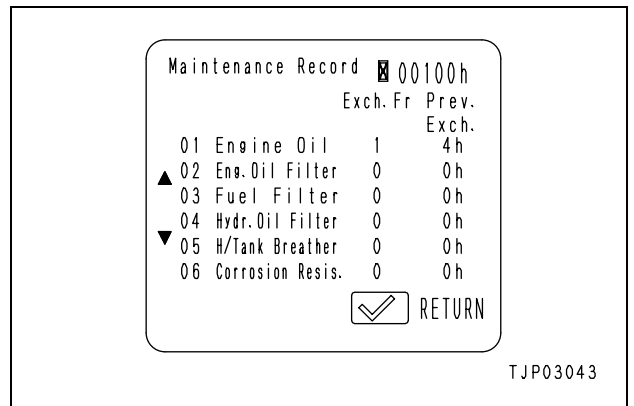 Maintenance Record 00100h
Exch. Fr Prev.
Exch.
01 Engine Oil 1 4h
02 Eng.Oil Filter 0 0h
03 Fuel Filter 0 0h
04 Hydr.Oil Filter 0 0h
05 H/Tank Breather 0 0h
06 Corrosion Resis. 0 0h
RETURN
TJP03043